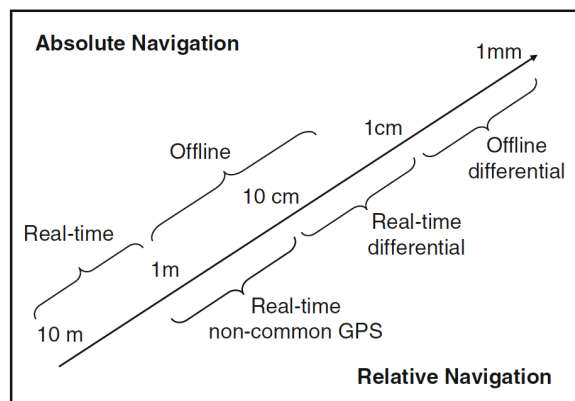 Absolute Navigation
1mm
1cm
Offline
Offline
differential
10 cm
Real-time
Real-time
differential
1m
Real-time
non-common GPS
10 m
Relative Navigation